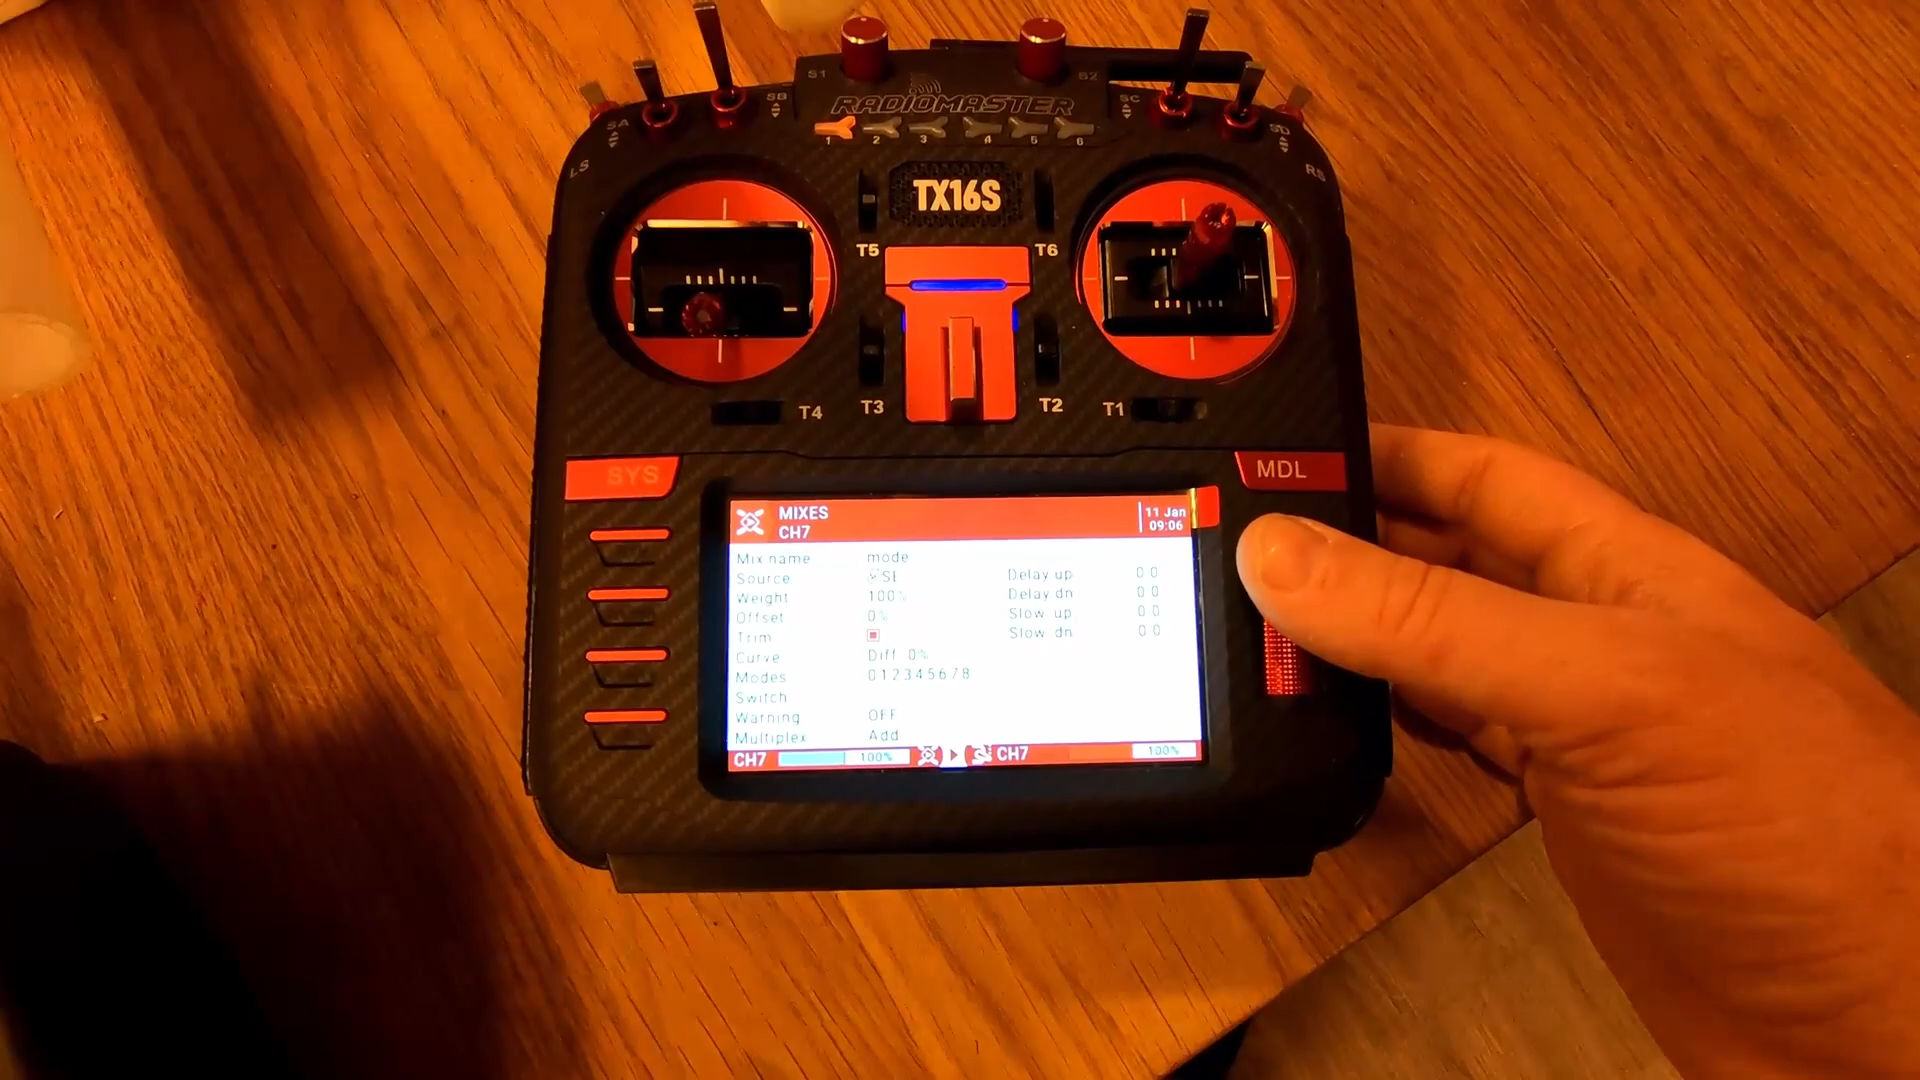 S1
S2
SB
SC
RADIOMASTER
SA
SD
1 2 3 4 5 6
LS
RS
TX16S
T5
T6
T4
T3
T2
T1
SYS
MDL
MIXES
CH7
11 Jan
09:06
Mix name mode
Source
Weight 100%
Offset 0%
Trim
Curve Diff 0%
Modes 012345678
Switch
Warning OFF
Multiplex Add
Delay up 0.0
Delay dn 0.0
Slow up 0.0
Slow dn 0.0
CH7 100% CH7 100%